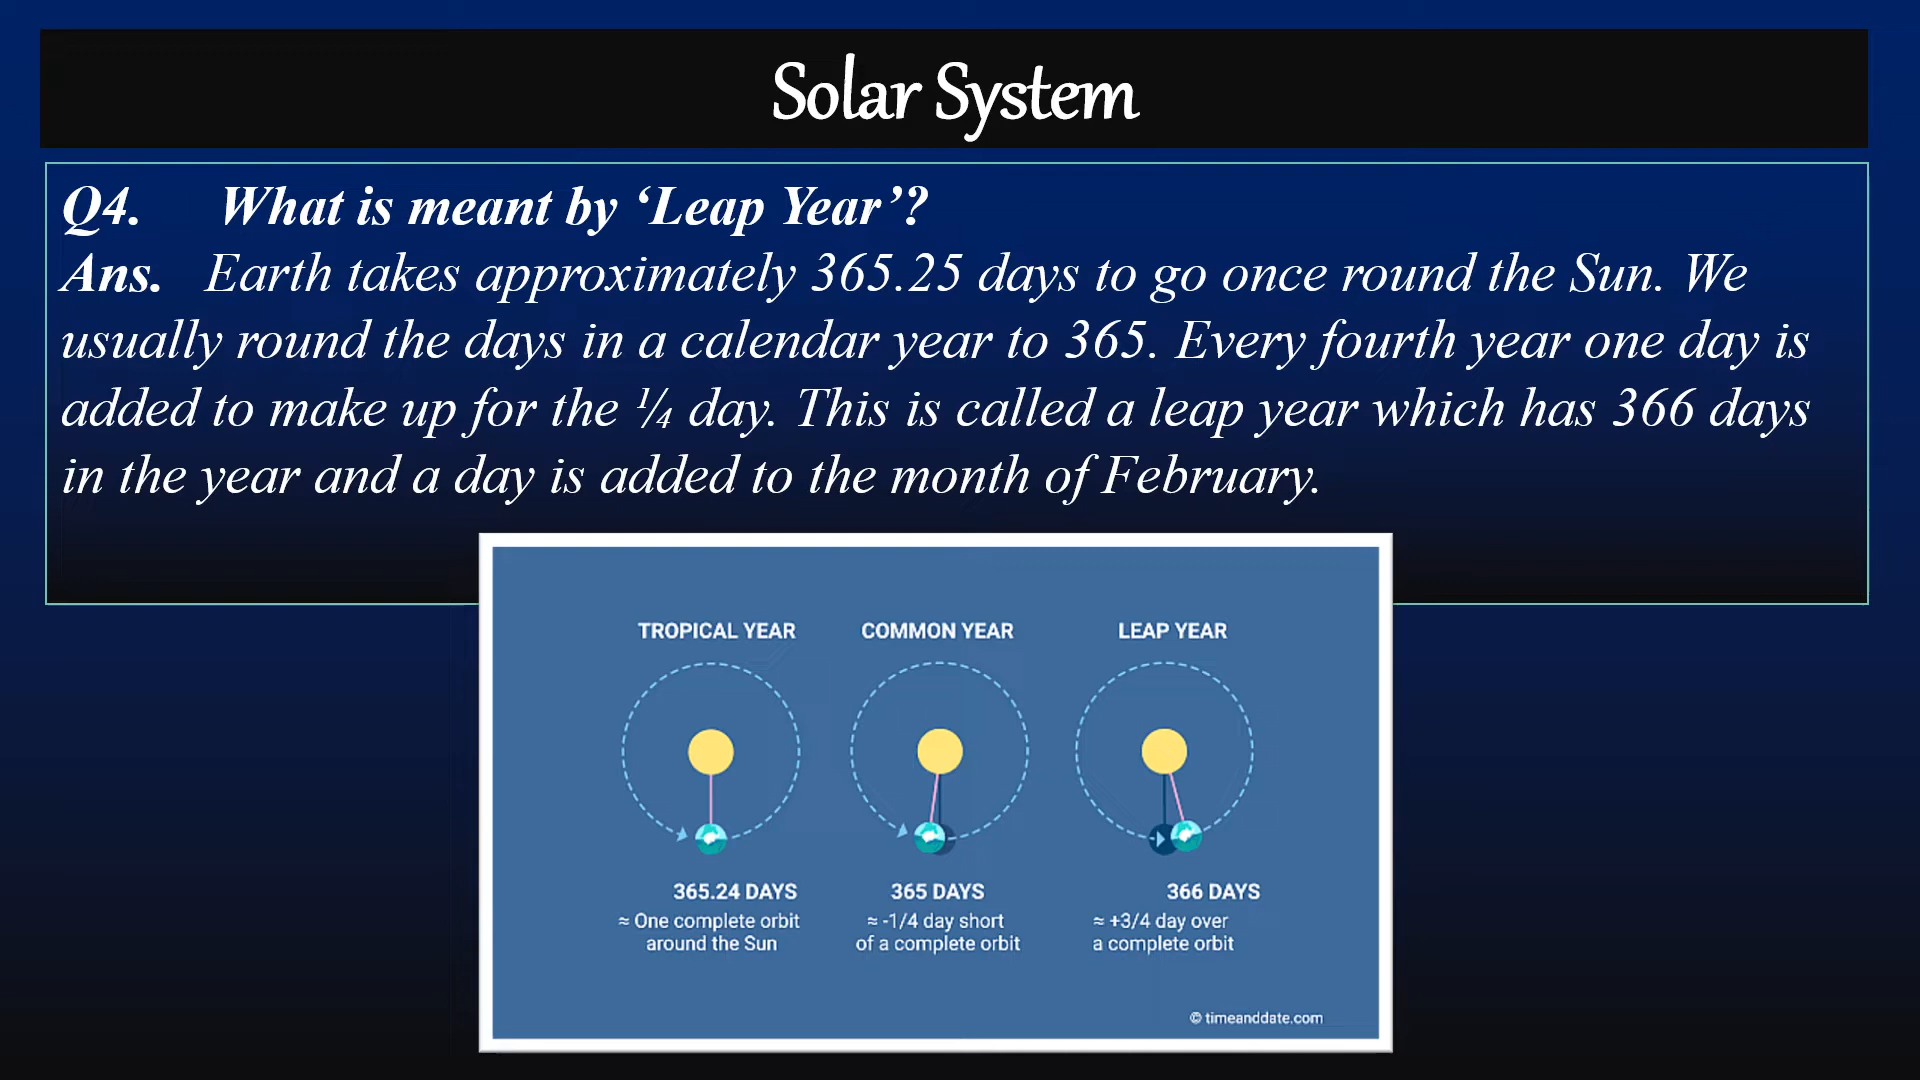 Solar System
Q4. What is meant by ‘Leap Year’?
Ans. Earth takes approximately 365.25 days to go once round the Sun. We
usually round the days in a calendar year to 365. Every fourth year one day is
added to make up for the ¼ day. This is called a leap year which has 366 days
in the year and a day is added to the month of February.
TROPICAL YEAR
365.24 DAYS
≈ One complete orbit
around the Sun
COMMON YEAR
365 DAYS
≈ -1/4 day short
of a complete orbit
LEAP YEAR
366 DAYS
≈ +3/4 day over
a complete orbit
© timeanddate.com